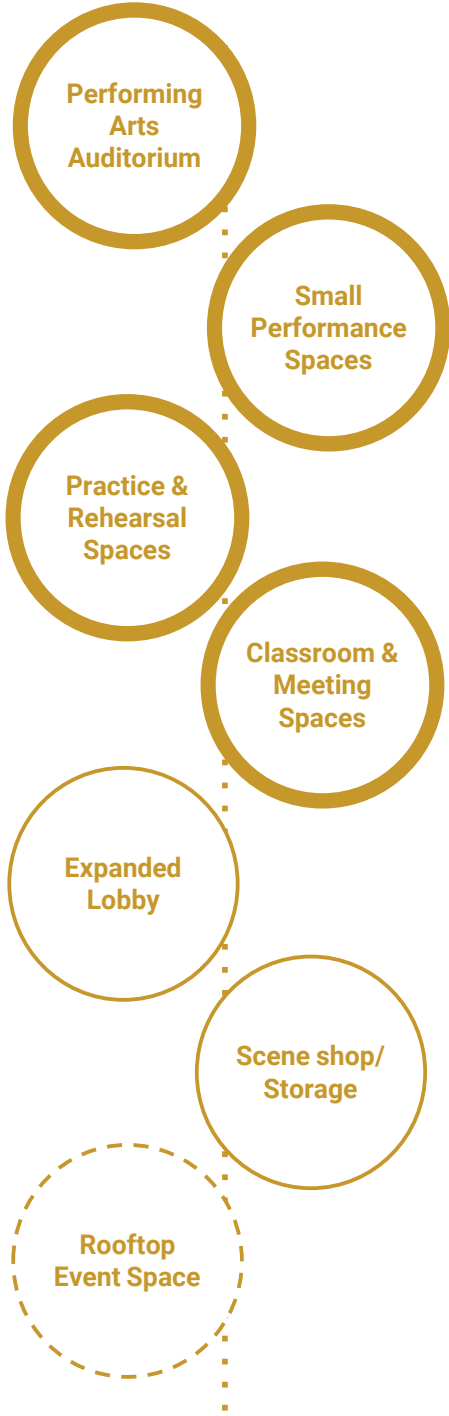 Performing
Arts
Auditorium
Small
Performance
Spaces
Practice &
Rehearsal
Spaces
Classroom &
Meeting
Spaces
Expanded
Lobby
Scene shop/
Storage
Rooftop
Event Space